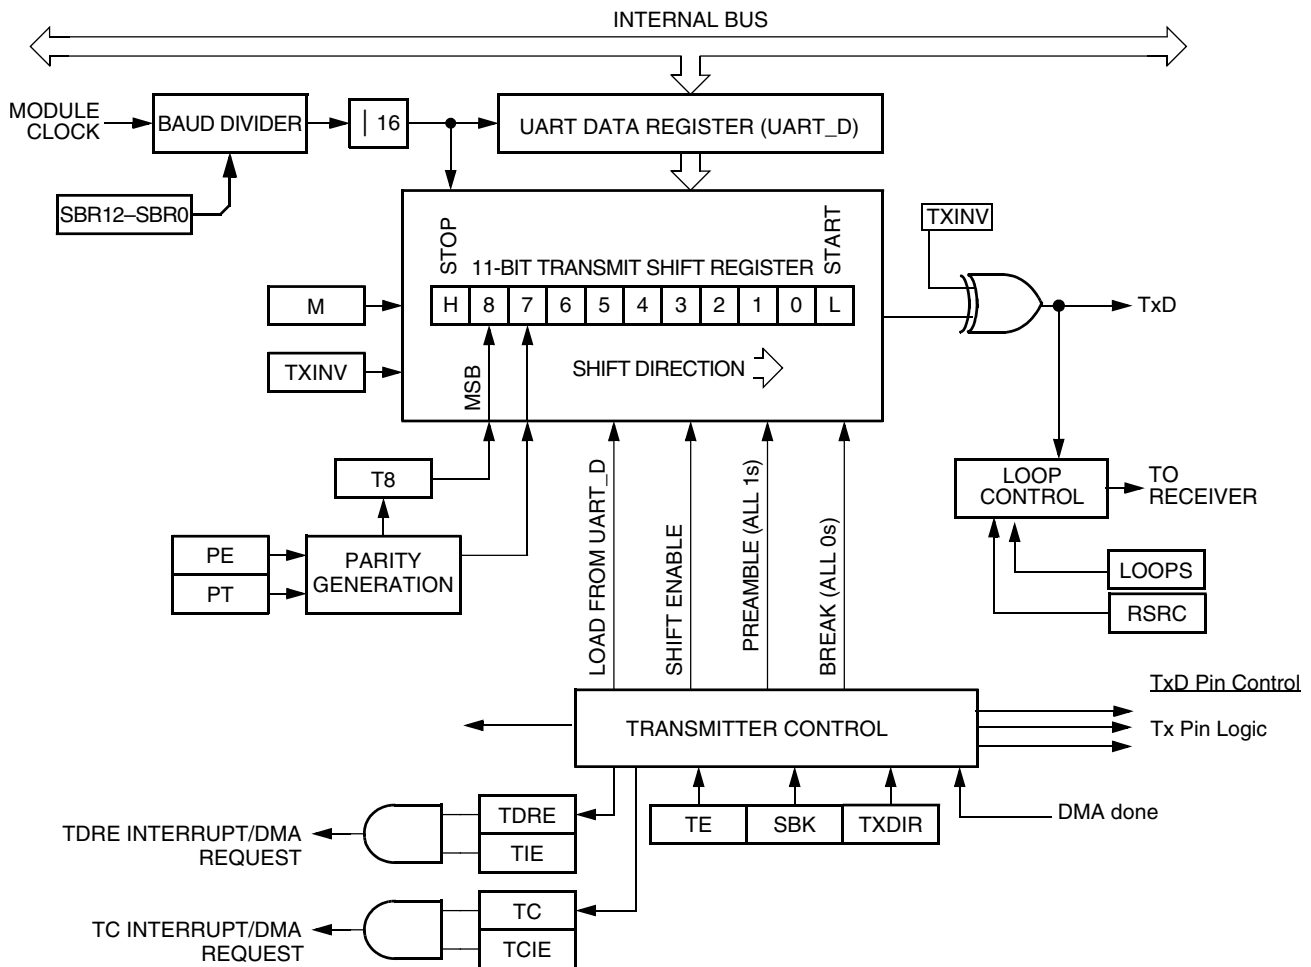 INTERNAL BUS
MODULE
CLOCK
BAUD DIVIDER
| 16
UART DATA REGISTER (UART_D)
SBR12–SBR0
TXINV
STOP
START
11-BIT TRANSMIT SHIFT REGISTER
H 8 7 6 5 4 3 2 1 0 L
M
TxD
TXINV
MSB
SHIFT DIRECTION
T8
LOAD FROM UART_D
SHIFT ENABLE
PREAMBLE (ALL 1s)
BREAK (ALL 0s)
LOOP
CONTROL
TO
RECEIVER
PE
PT
PARITY
GENERATION
LOOPS
RSRC
TxD Pin Control
TRANSMITTER CONTROL
Tx Pin Logic
TDRE
TIE
TDRE INTERRUPT/DMA
REQUEST
TE
SBK
TXDIR
DMA done
TC
TCIE
TC INTERRUPT/DMA
REQUEST